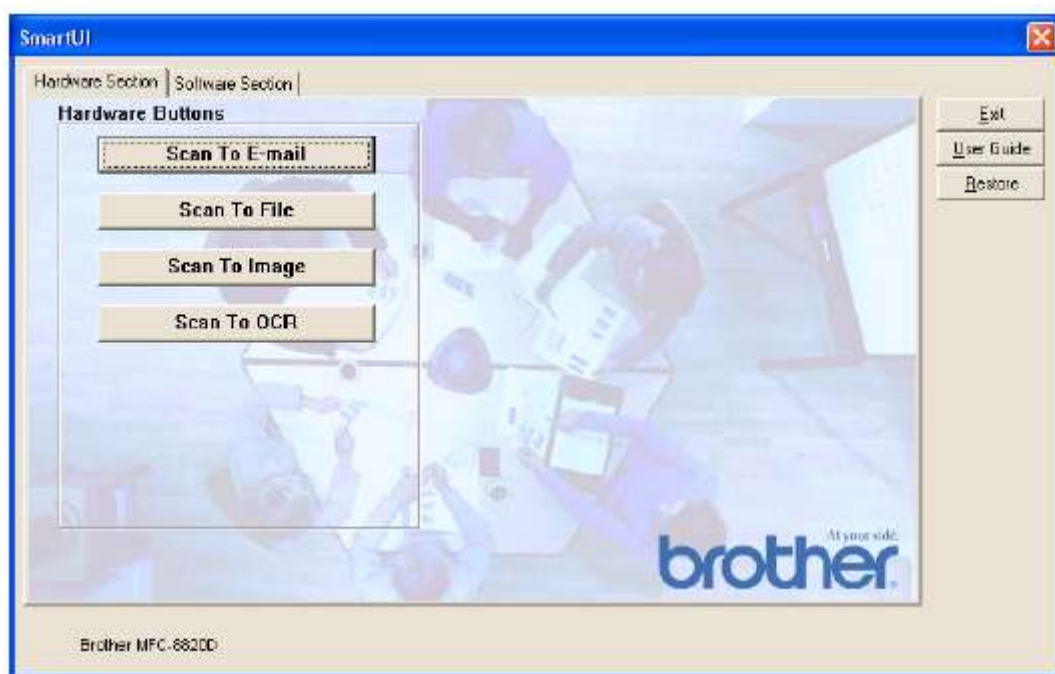 SmartUI
Hardware Section Software Section
Hardware Buttons
Scan To E-mail
Scan To File
Scan To Image
Scan To OCR
Exit
User Guide
Restore
At your side.
brother
Brother MFC-8820D